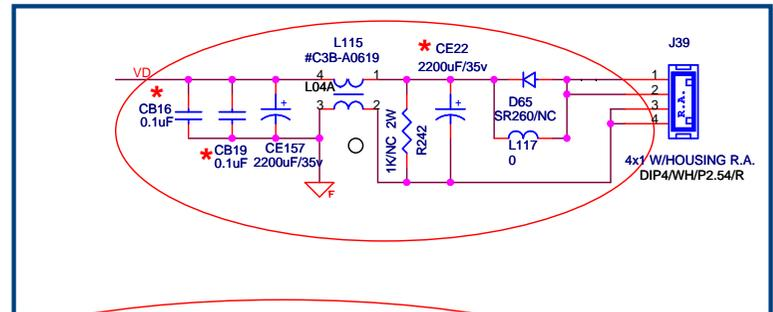 L115
#C3B-A0619
* CE22
2200uF/35v
J39
VD
4
1
L04A
3
2
*
CB16
0.1uF
* CB19
0.1uF
CE157
2200uF/35v
+
+
1K/NC 2W
R242
D65
SR260/NC
L117
0
1
2
3
4
R.A.
F
4x1 W/HOUSING R.A.
DIP4/WH/P2.54/R